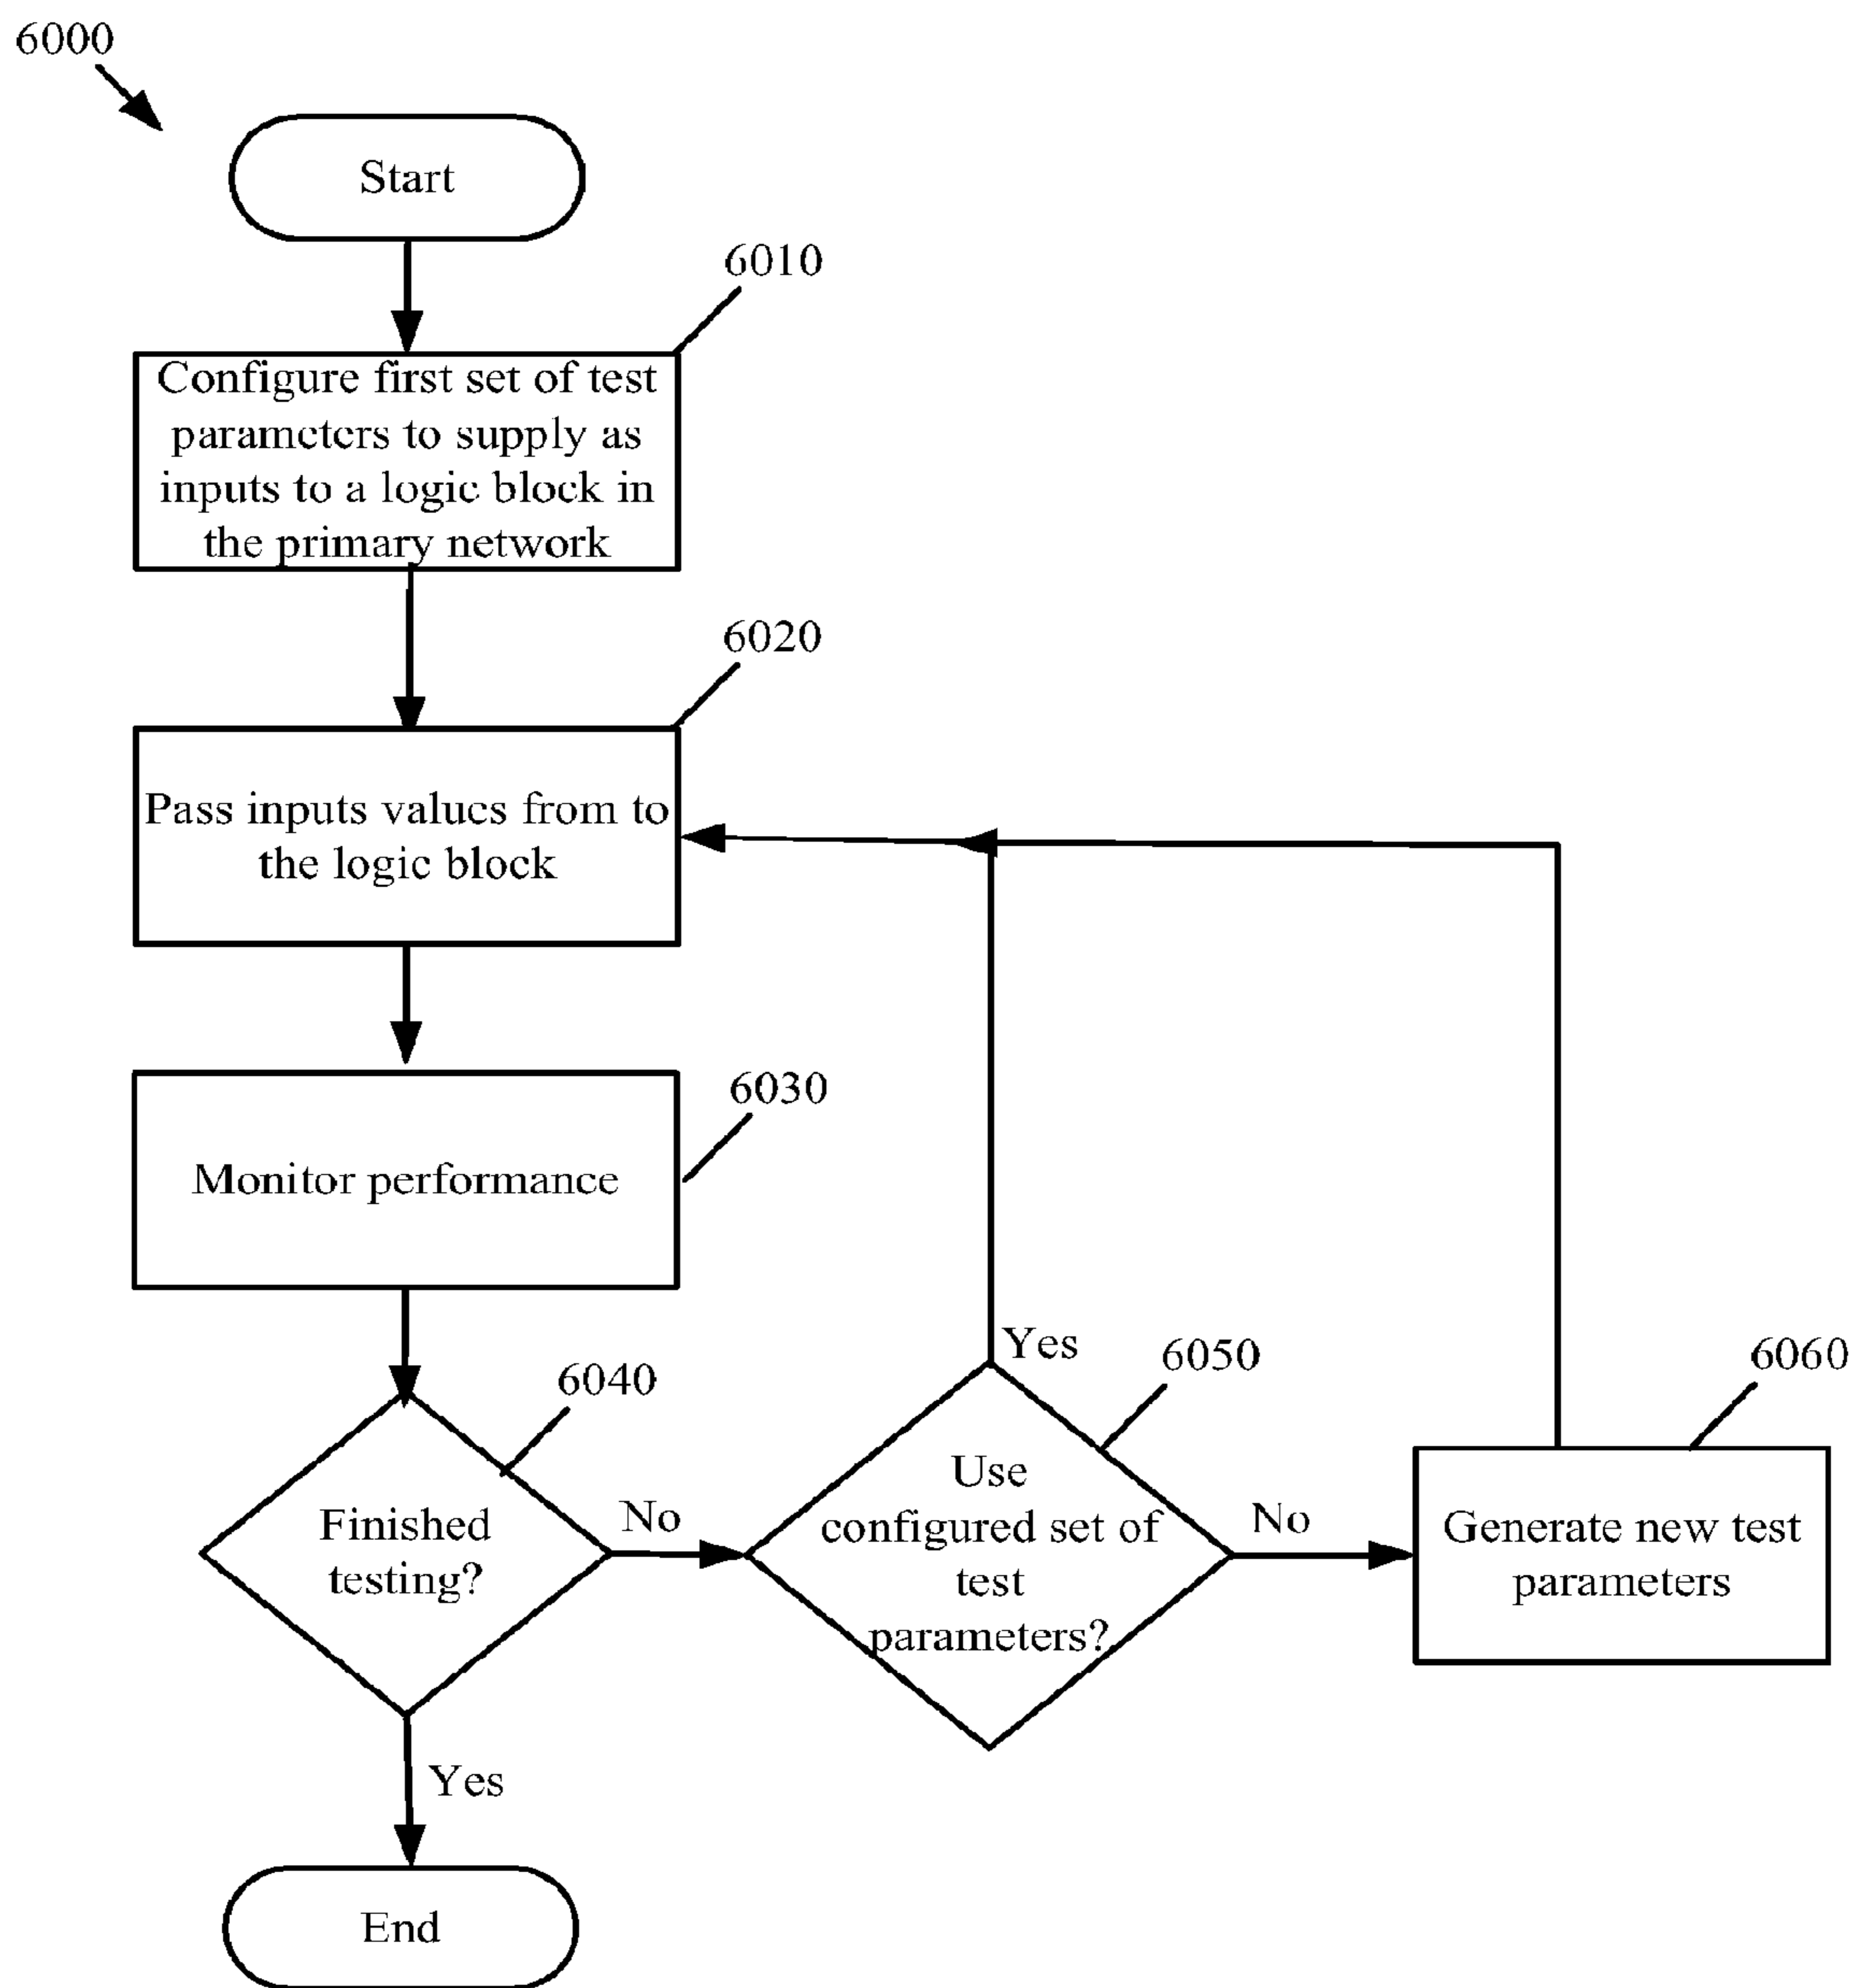 6000
Start
6010
Configure first set of test
parameters to supply as
inputs to a logic block in
the primary network
6020
Pass inputs values from to
the logic block
6030
Monitor performance
6040
Finished
testing?
No
Yes
6050
Use
configured set of
test
parameters?
Yes
No
6060
Generate new test
parameters
End